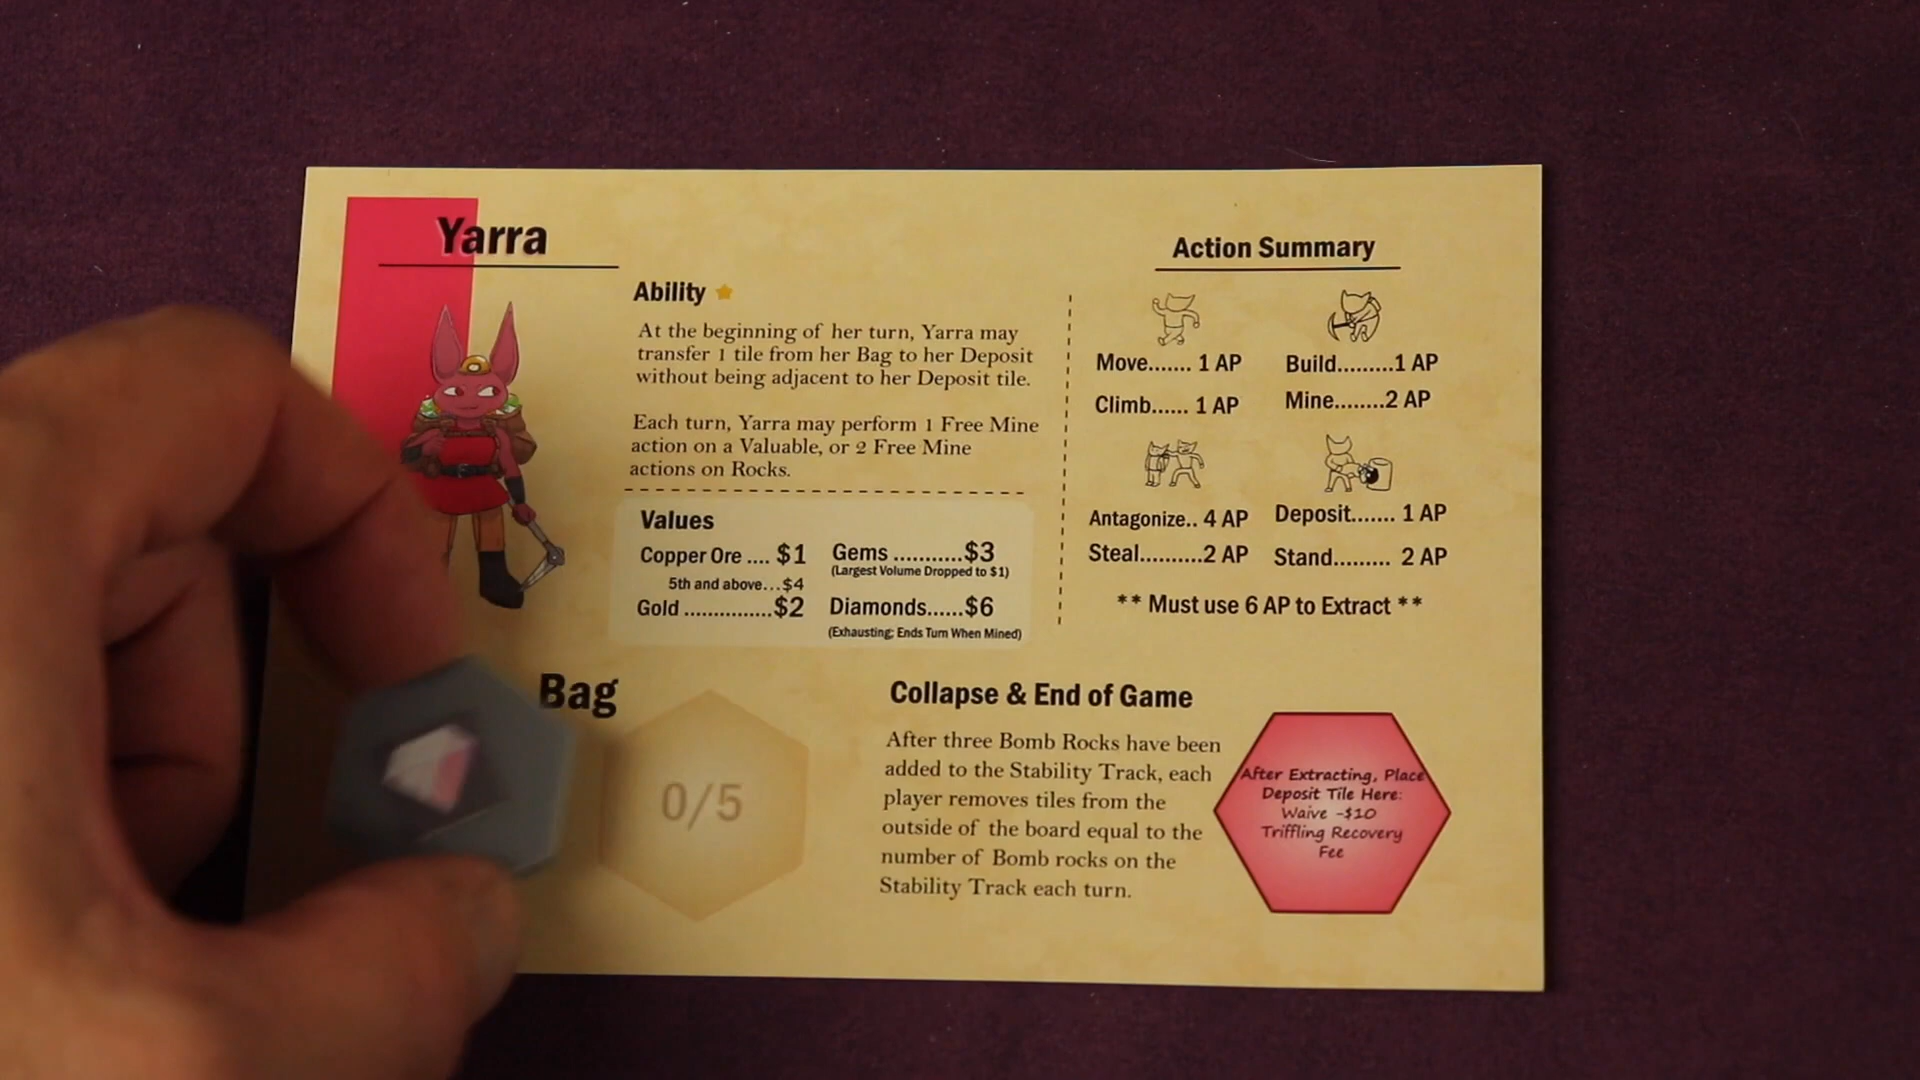 Yarra
Ability
At the beginning of her turn, Yarra may
transfer 1 tile from her Bag to her Deposit
without being adjacent to her Deposit tile.
Each turn, Yarra may perform 1 Free Mine
action on a Valuable, or 2 Free Mine
actions on Rocks.
Values
Copper Ore .... $1
5th and above...$4
Gold ...............$2
Gems ...........$3
(Largest Volume Dropped to $1)
Diamonds......$6
(Exhausting; Ends Turn When Mined)
Action Summary
Move....... 1 AP
Build.........1 AP
Climb...... 1 AP
Mine........2 AP
Antagonize.. 4 AP
Deposit....... 1 AP
Steal..........2 AP
Stand......... 2 AP
** Must use 6 AP to Extract **
Bag
0/5
Collapse & End of Game
After three Bomb Rocks have been
added to the Stability Track, each
player removes tiles from the
outside of the board equal to the
number of Bomb rocks on the
Stability Track each turn.
After Extracting, Place
Deposit Tile Here:
Waive -$10
Triffling Recovery
Fee